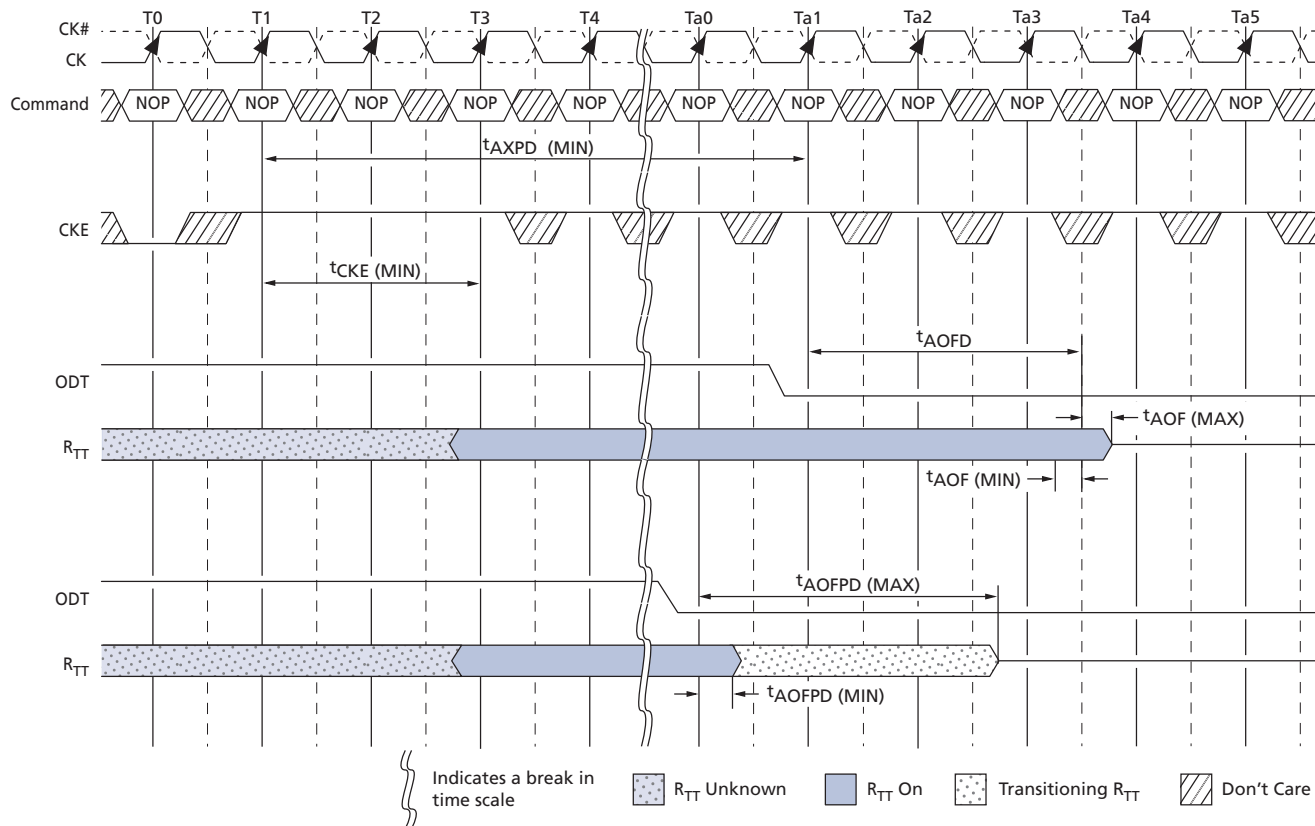 T0 T1 T2 T3 T4 Ta0 Ta1 Ta2 Ta3 Ta4 Ta5
CK#
CK
Command NOP NOP NOP NOP NOP NOP NOP NOP NOP NOP NOP
tAXPD (MIN)
CKE
tCKE (MIN)
tAOFD
ODT
tAOF (MAX)
RTT
tAOF (MIN)
tAOFPD (MAX)
ODT
RTT
tAOFPD (MIN)
Indicates a break in
time scale
RTT Unknown
RTT On
Transitioning RTT
Don't Care